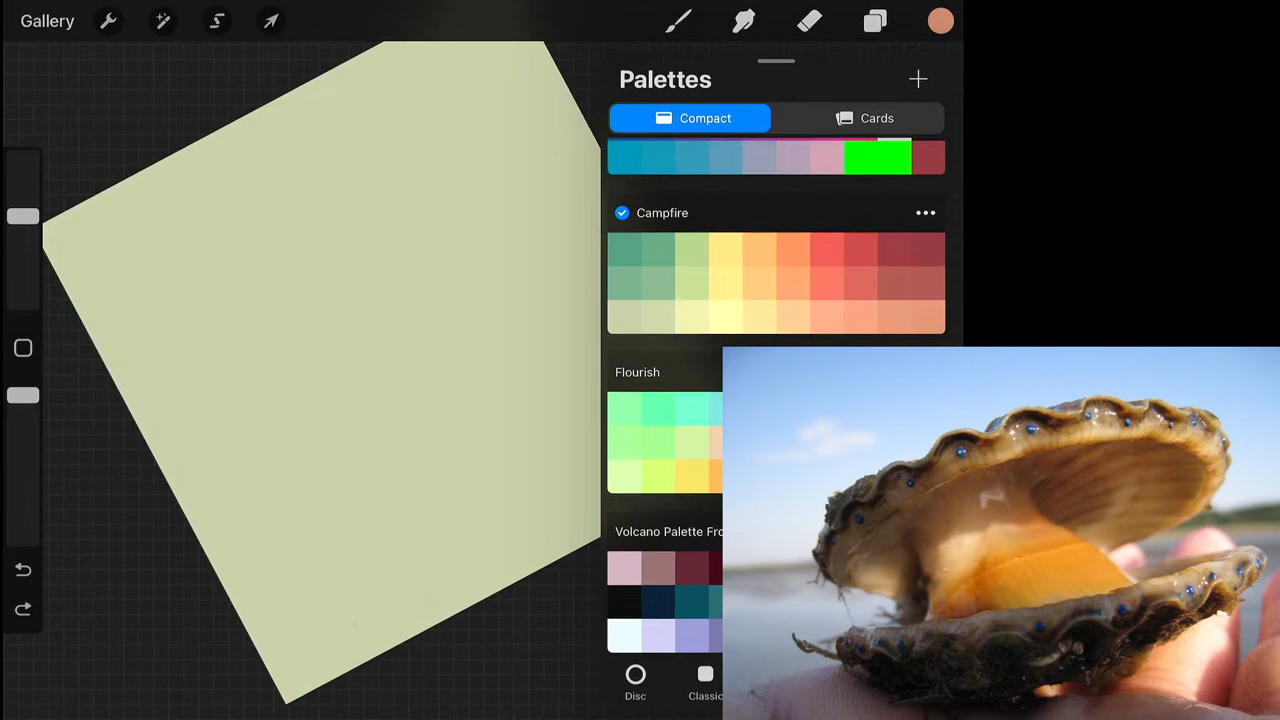 Gallery
Palettes
Compact
Cards
Campfire
Flourish
Volcano Palette Fro
Disc
Classic